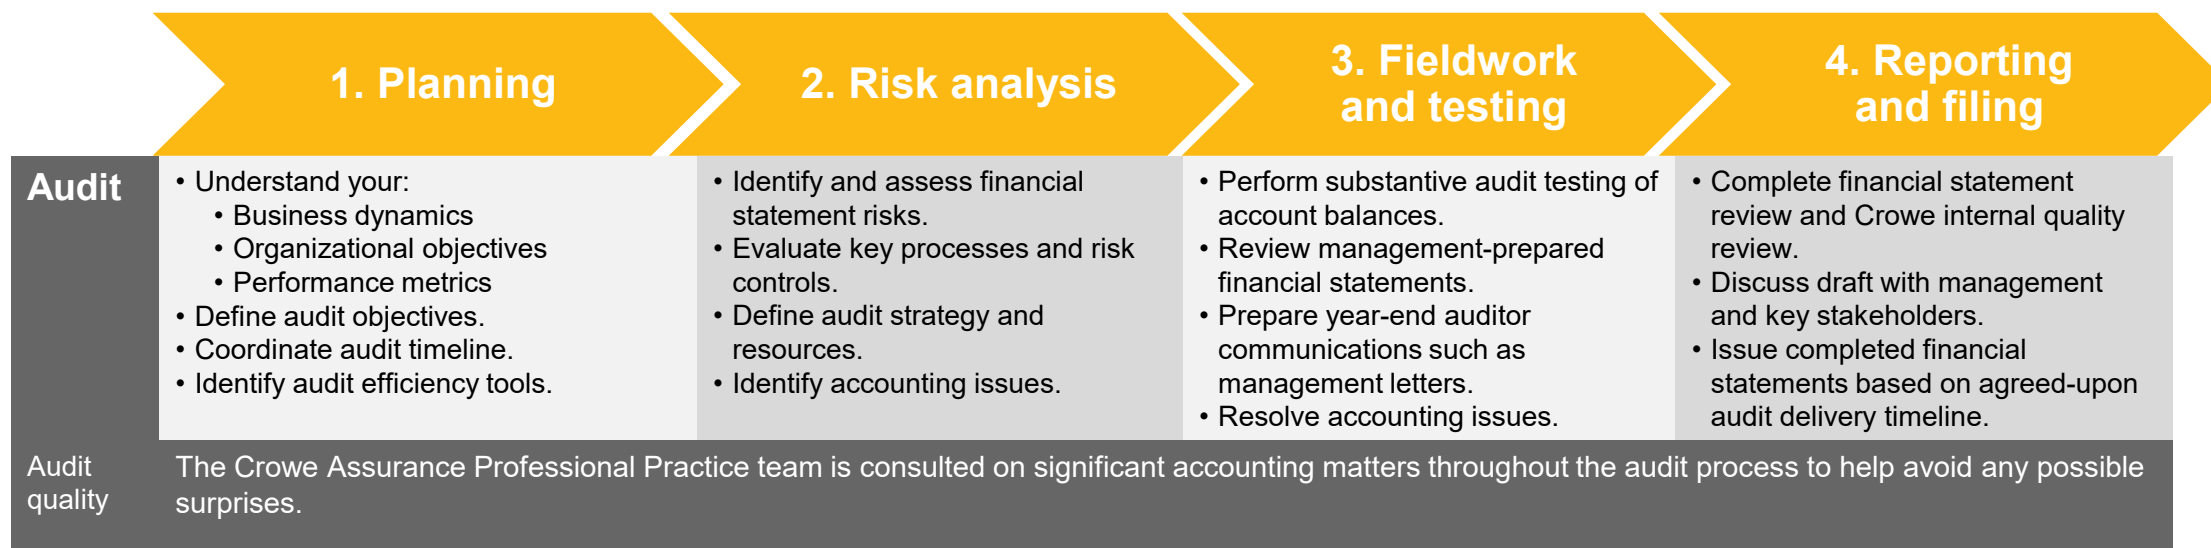 1. Planning
2. Risk analysis
3. Fieldwork
and testing
4. Reporting
and filing
Audit
• Understand your:
• Business dynamics
• Organizational objectives
• Performance metrics
• Define audit objectives.
• Coordinate audit timeline.
• Identify audit efficiency tools.
• Identify and assess financial
statement risks.
• Evaluate key processes and risk
controls.
• Define audit strategy and
resources.
• Identify accounting issues.
• Perform substantive audit testing of
account balances.
• Review management-prepared
financial statements.
• Prepare year-end auditor
communications such as
management letters.
• Resolve accounting issues.
• Complete financial statement
review and Crowe internal quality
review.
• Discuss draft with management
and key stakeholders.
• Issue completed financial
statements based on agreed-upon
audit delivery timeline.
Audit
quality
The Crowe Assurance Professional Practice team is consulted on significant accounting matters throughout the audit process to help avoid any possible
surprises.